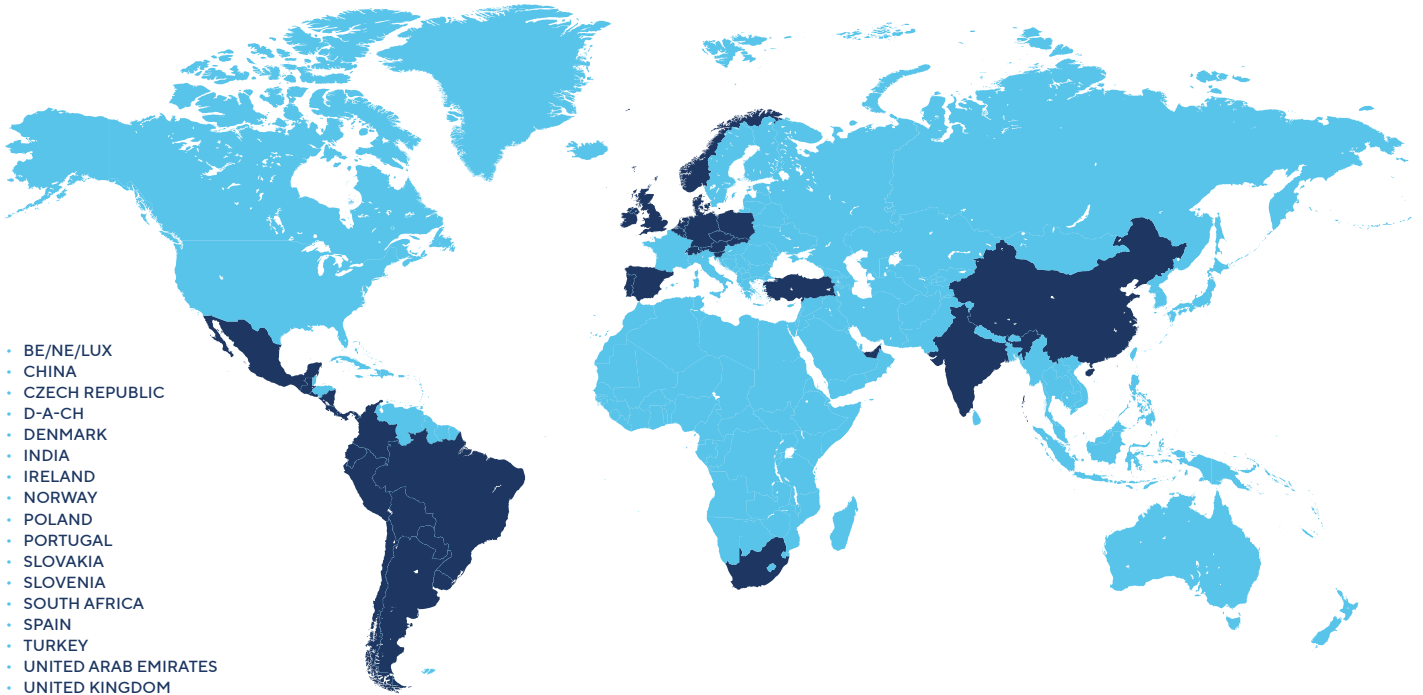 • BE/NE/LUX
• CHINA
• CZECH REPUBLIC
• D-A-CH
• DENMARK
• INDIA
• IRELAND
• NORWAY
• POLAND
• PORTUGAL
• SLOVAKIA
• SLOVENIA
• SOUTH AFRICA
• SPAIN
• TURKEY
• UNITED ARAB EMIRATES
• UNITED KINGDOM